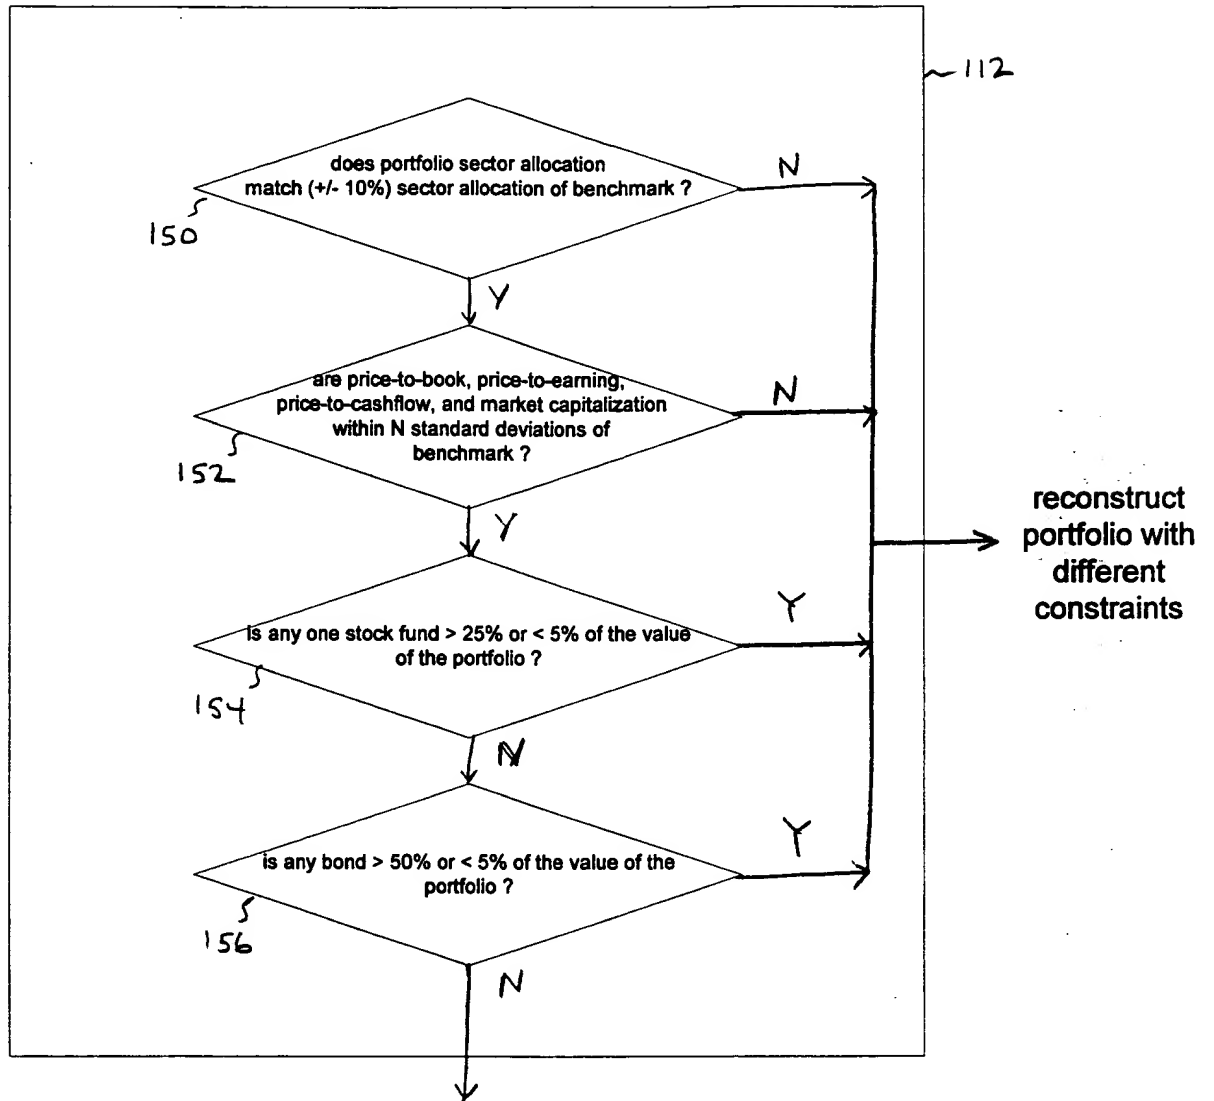 112
does portfolio sector allocation
match (+/- 10%) sector allocation of benchmark ?
N
150
Y
are price-to-book, price-to-earning,
price-to-cashflow, and market capitalization
within N standard deviations of
benchmark ?
N
152
Y
reconstruct
portfolio with
different
constraints
is any one stock fund > 25% or < 5% of the value
of the portfolio ?
Y
154
N
is any bond > 50% or < 5% of the value of the
portfolio ?
Y
156
N